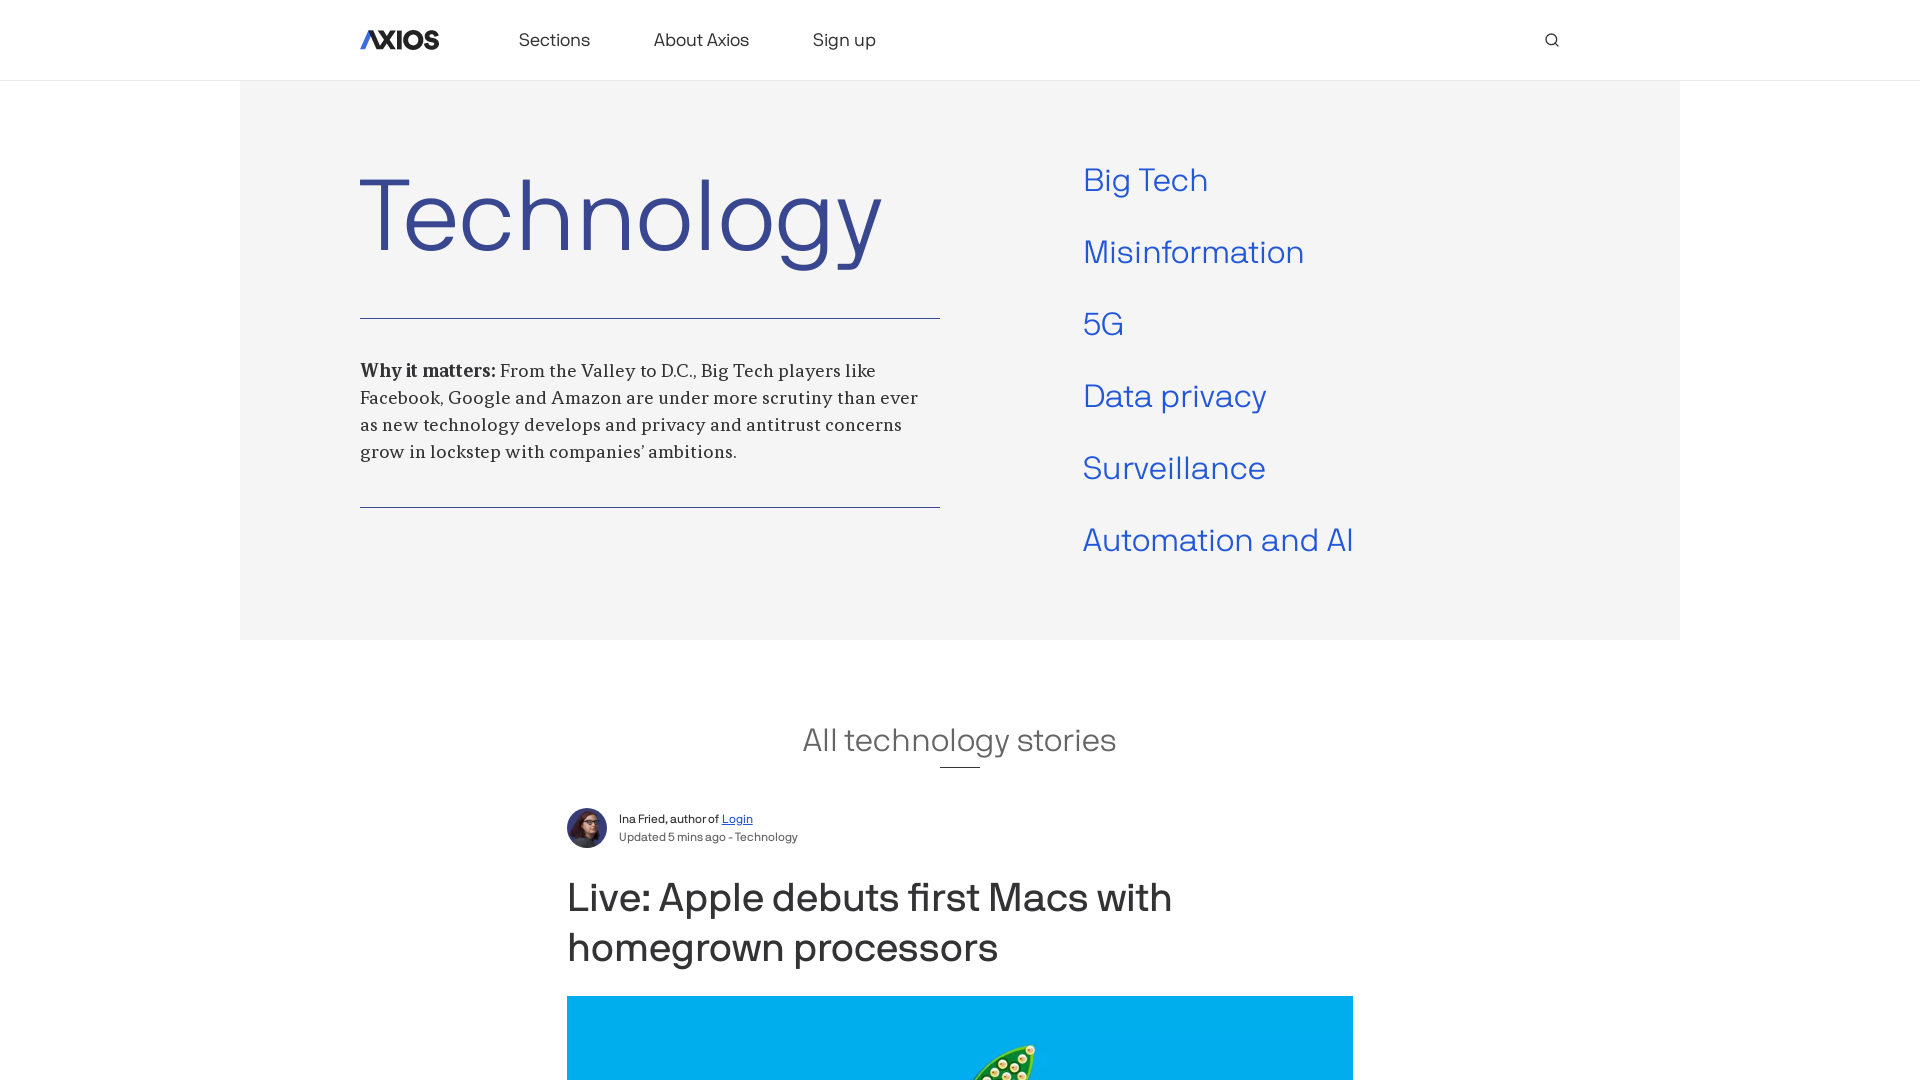 AXIOS
Sections
About Axios
Sign up
Technology
Why it matters: From the Valley to D.C., Big Tech players like
Facebook, Google and Amazon are under more scrutiny than ever
as new technology develops and privacy and antitrust concerns
grow in lockstep with companies’ ambitions.
Big Tech
Misinformation
5G
Data privacy
Surveillance
Automation and AI
All technology stories
Ina Fried, author of Login
Updated 5 mins ago - Technology
Live: Apple debuts first Macs with
homegrown processors